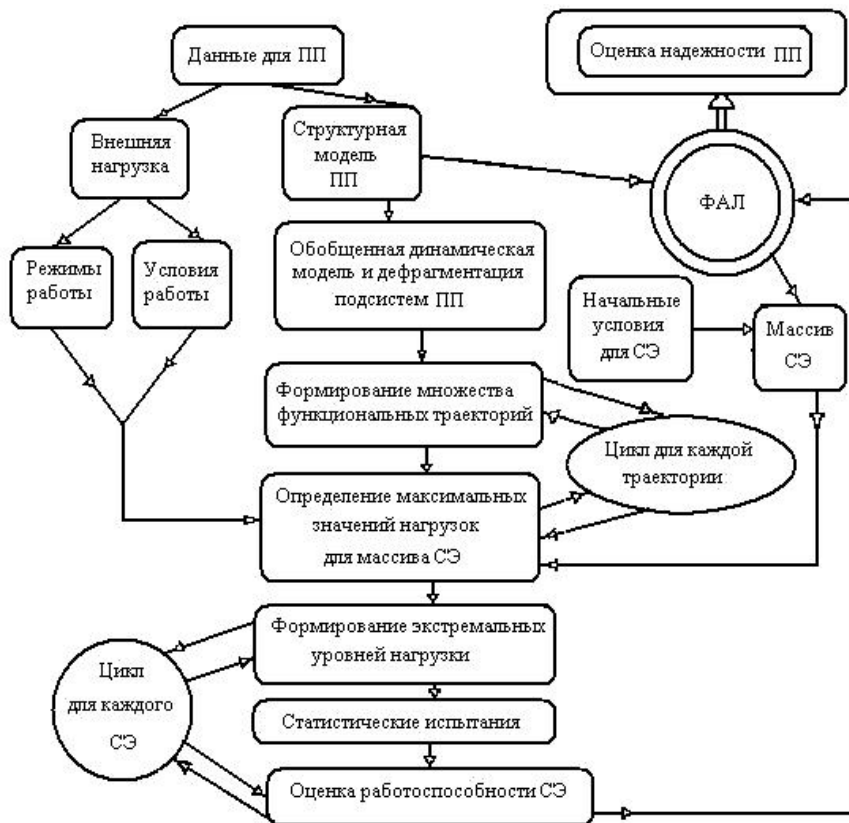 Данные для ПП
Оценка надежности ПП
Внешняя
нагрузка
Структурная
модель
ПП
ФАЛ
Режимы
работы
Условия
работы
Обобщенная динамическая
модель и дефрагментация
подсистем ПП
Начальные
условия
для СЭ
Массив
СЭ
Формирование множества
функциональных траекторий
Цикл для каждой
траектории
Определение максимальных
значений нагрузок
для массива СЭ
Формирование экстремальных
уровней нагрузки
Цикл
для каждого
СЭ
Статистические испытания
Оценка работоспособности СЭ